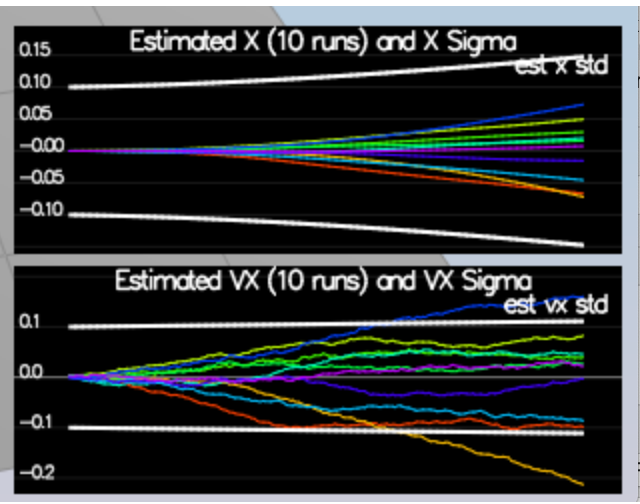 Estimated X (10 runs) and X Sigma
est x std
0.15
0.10
0.05
-0.00
-0.05
-0.10
Estimated VX (10 runs) and VX Sigma
est vx std
0.1
0.0
-0.1
-0.2